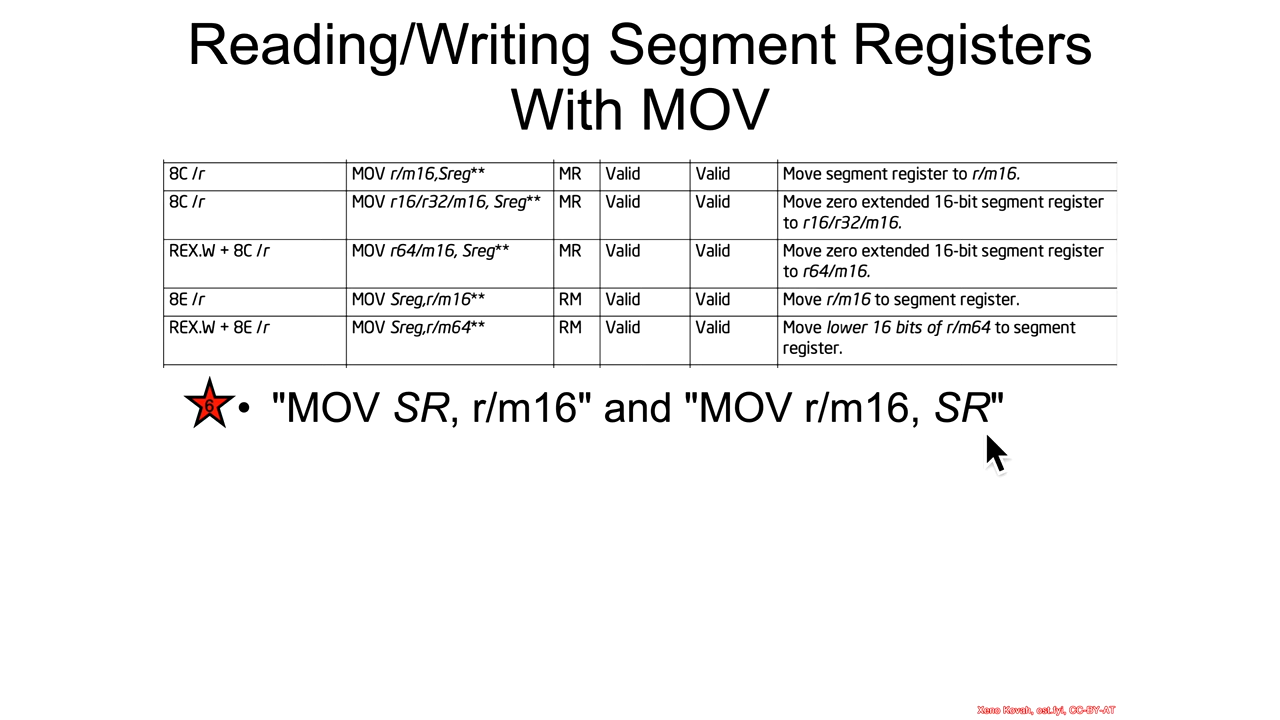 Reading/Writing Segment Registers
With MOV
8C /r MOV r/m16,Sreg** MR Valid Valid Move segment register to r/m16.
8C /r MOV r16/r32/m16, Sreg** MR Valid Valid Move zero extended 16-bit segment register
to r16/r32/m16.
REX.W + 8C /r MOV r64/m16, Sreg** MR Valid Valid Move zero extended 16-bit segment register
to r64/m16.
8E /r MOV Sreg,r/m16** RM Valid Valid Move r/m16 to segment register.
REX.W + 8E /r MOV Sreg,r/m64** RM Valid Valid Move lower 16 bits of r/m64 to segment
register.
6 • "MOV SR, r/m16" and "MOV r/m16, SR"
Xeno Kovah, ost.fyi, CC-BY-AT